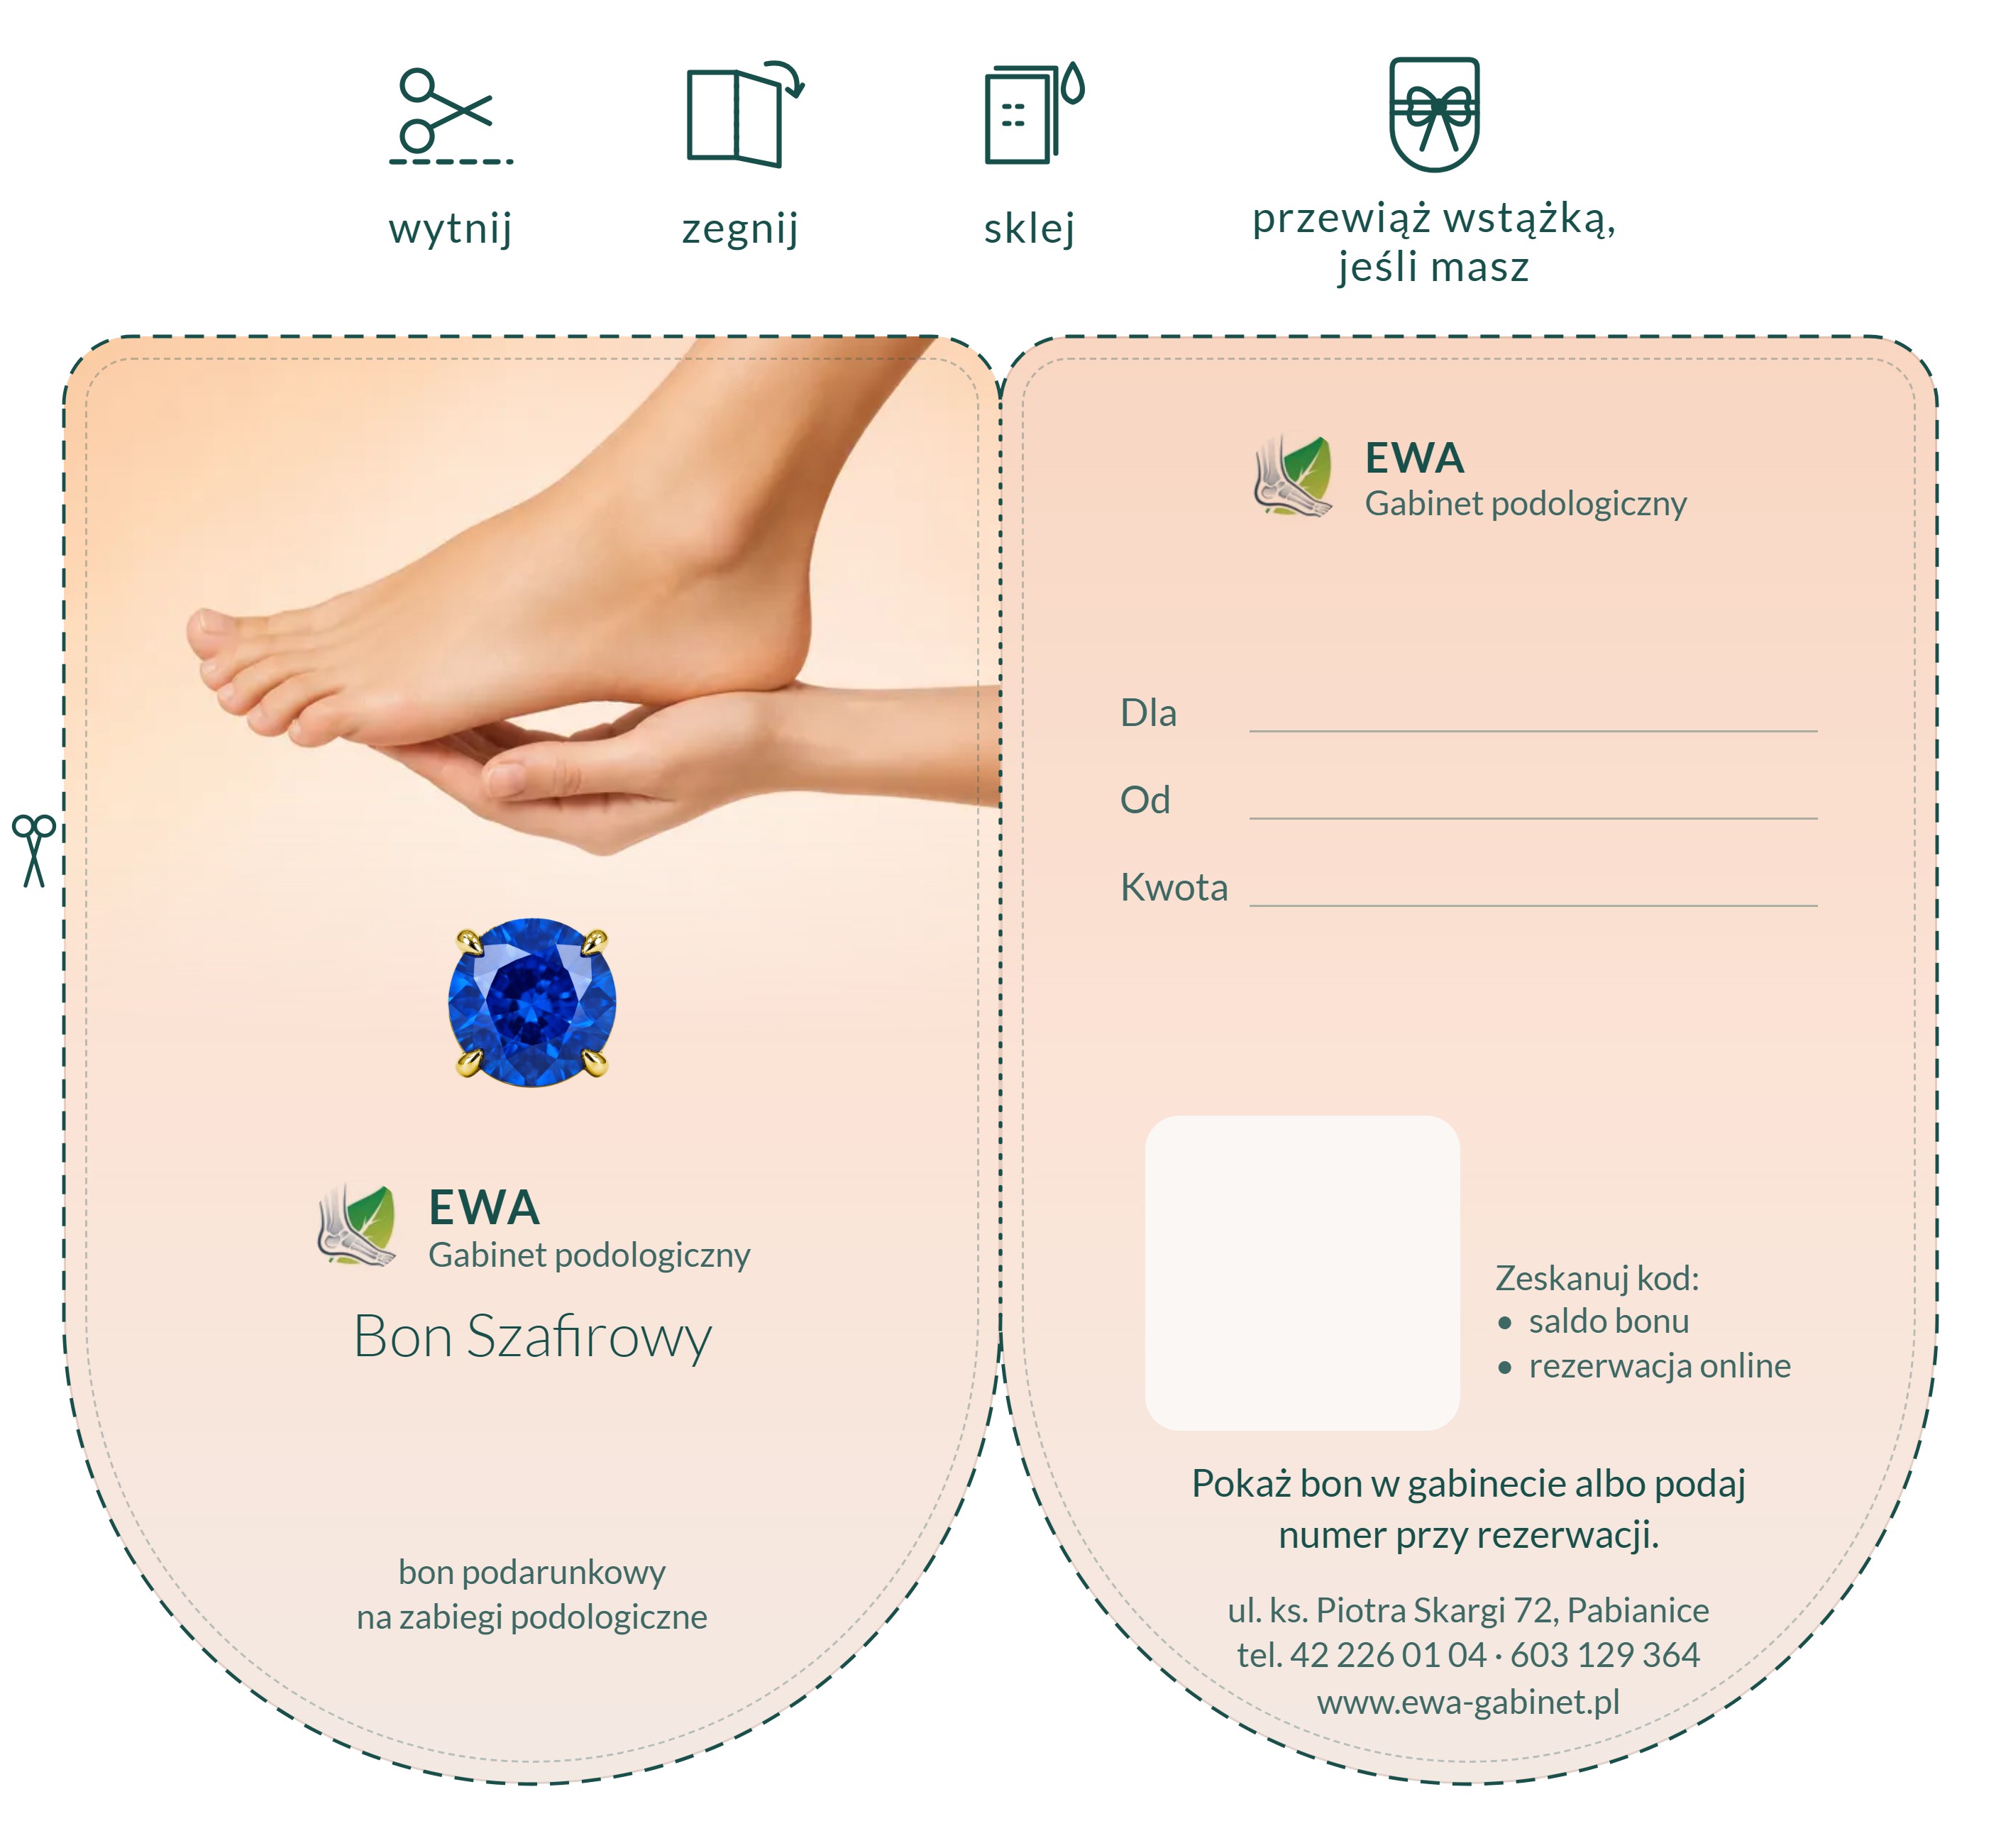 wytnij
zegnij
sklej
przewiąż wstążką,
jeśli masz
EWA
Gabinet podologiczny
Bon Szafirowy
bon podarunkowy
na zabiegi podologiczne
EWA
Gabinet podologiczny
Dla
Od
Kwota
Zeskanuj kod:
• saldo bonu
• rezerwacja online
Pokaż bon w gabinecie albo podaj
numer przy rezerwacji.
ul. ks. Piotra Skargi 72, Pabianice
tel. 42 226 01 04 · 603 129 364
www.ewa-gabinet.pl